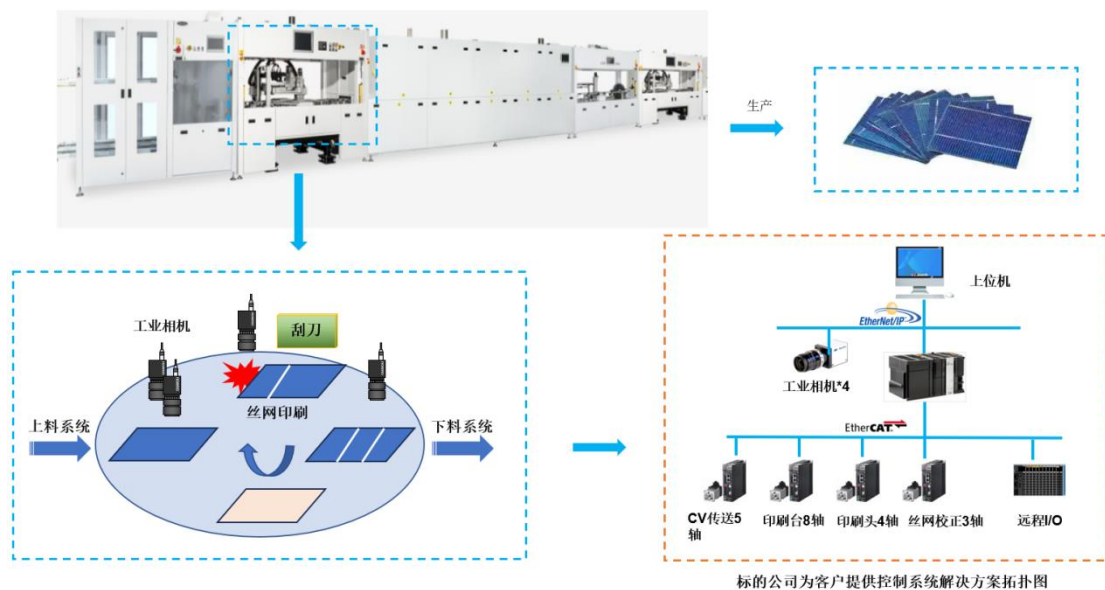 生产
工业相机
刮刀
丝网印刷
上料系统
下料系统
上位机
EtherNet/IP
工业相机*4
EtherCAT
CV传送5
轴
印刷台8轴
印刷头4轴
丝网校正3轴
远程I/O
标的公司为客户提供控制系统解决方案拓扑图